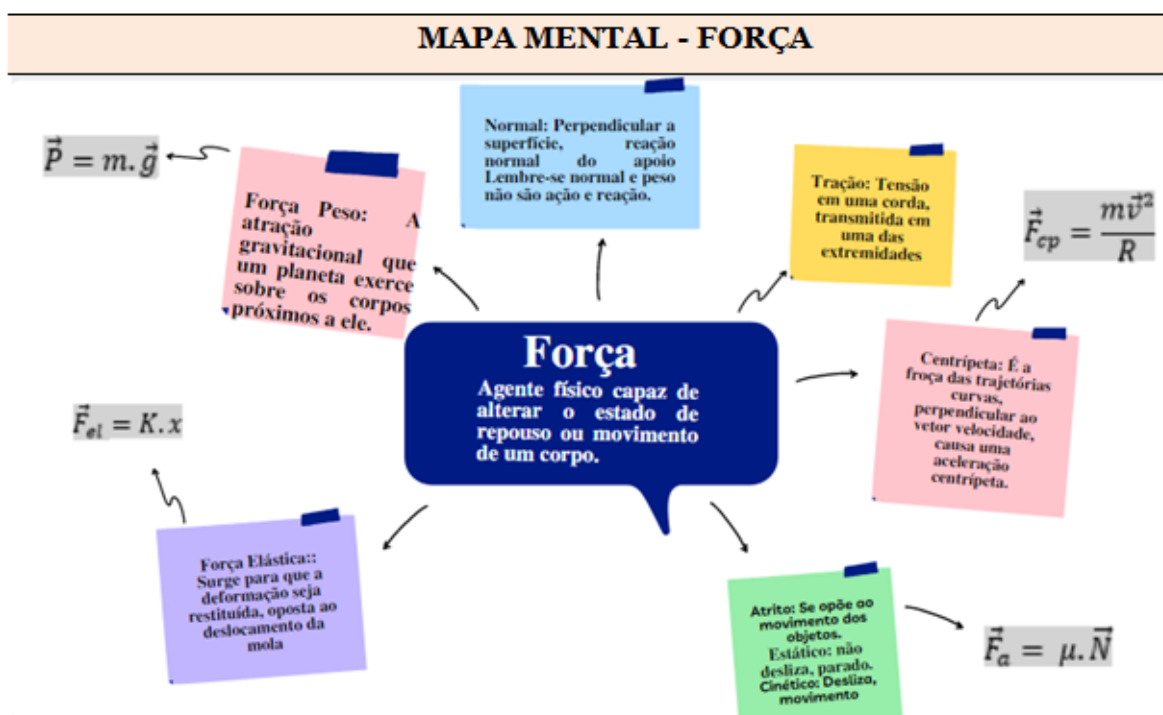 MAPA MENTAL - FORÇA
P⃗ = m. g⃗
Força Peso: A
atração
gravitacional que
um planeta exerce
sobre os corpos
próximos a ele.
Normal: Perpendicular a
superfície, reação
normal do apoio
Lembre-se normal e peso
não são ação e reação.
Tração: Tensão
em uma corda,
transmitida em
uma das
extremidades
F⃗cp = mv⃗²/R
Força
Agente físico capaz de
alterar o estado de
repouso ou movimento
de um corpo.
Centrípeta: É a
froça das trajetórias
curvas,
perpendicular ao
vetor velocidade,
causa uma
aceleração
centrípeta.
F⃗el = K. x
Força Elástica::
Surge para que a
deformação seja
restituída, oposta ao
deslocamento da
mola
Atrito: Se opõe ao
movimento dos
objetos.
Estático: não
desliza, parado.
Cinético: Desliza,
movimento
F⃗a = μ. N⃗